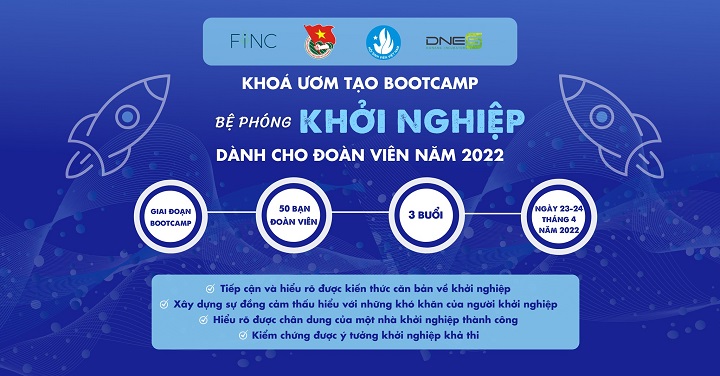 FiNC
DNES
KHOÁ ƯƠM TẠO BOOTCAMP
BỆ PHÓNG KHỞI NGHIỆP
DÀNH CHO ĐOÀN VIÊN NĂM 2022
GIAI ĐOẠN
BOOTCAMP
50 BẠN
ĐOÀN VIÊN
3 BUỔI
NGÀY 23-24
THÁNG 4
NĂM 2022
Tiếp cận và hiểu rõ được kiến thức căn bản về khởi nghiệp
Xây dựng sự đồng cảm thấu hiểu với những khó khăn của người khởi nghiệp
Hiểu rõ được chân dung của một nhà khởi nghiệp thành công
Kiểm chứng được ý tưởng khởi nghiệp khả thi